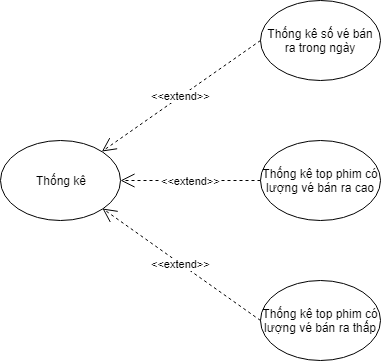 Thống kê số vé bán
ra trong ngày
<<extend>>
Thống kê
<<extend>>
Thống kê top phim có
lượng vé bán ra cao
<<extend>>
Thống kê top phim có
lượng vé bán ra thấp